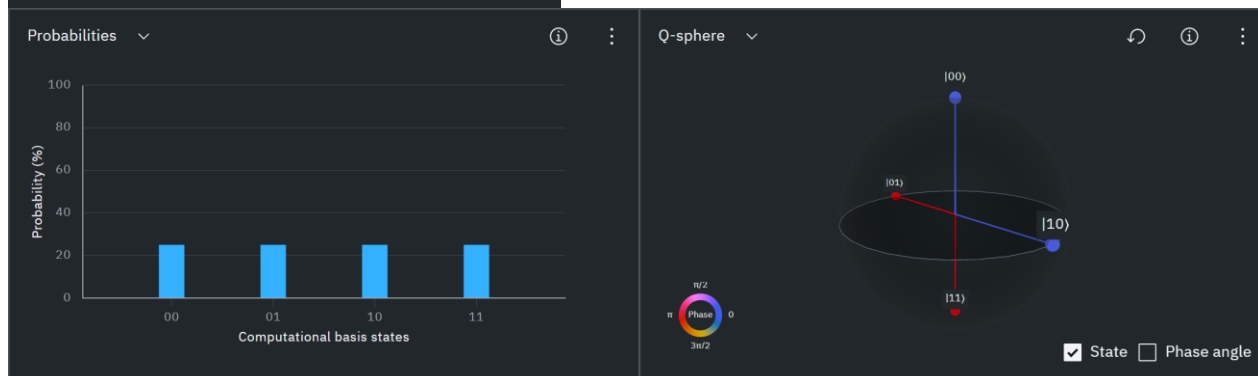 Probabilities
Probability (%)
100
80
60
40
20
0
00 01 10 11
Computational basis states
Q-sphere
|00⟩
|01⟩
|10⟩
|11⟩
π/2
π Phase 0
3π/2
State Phase angle